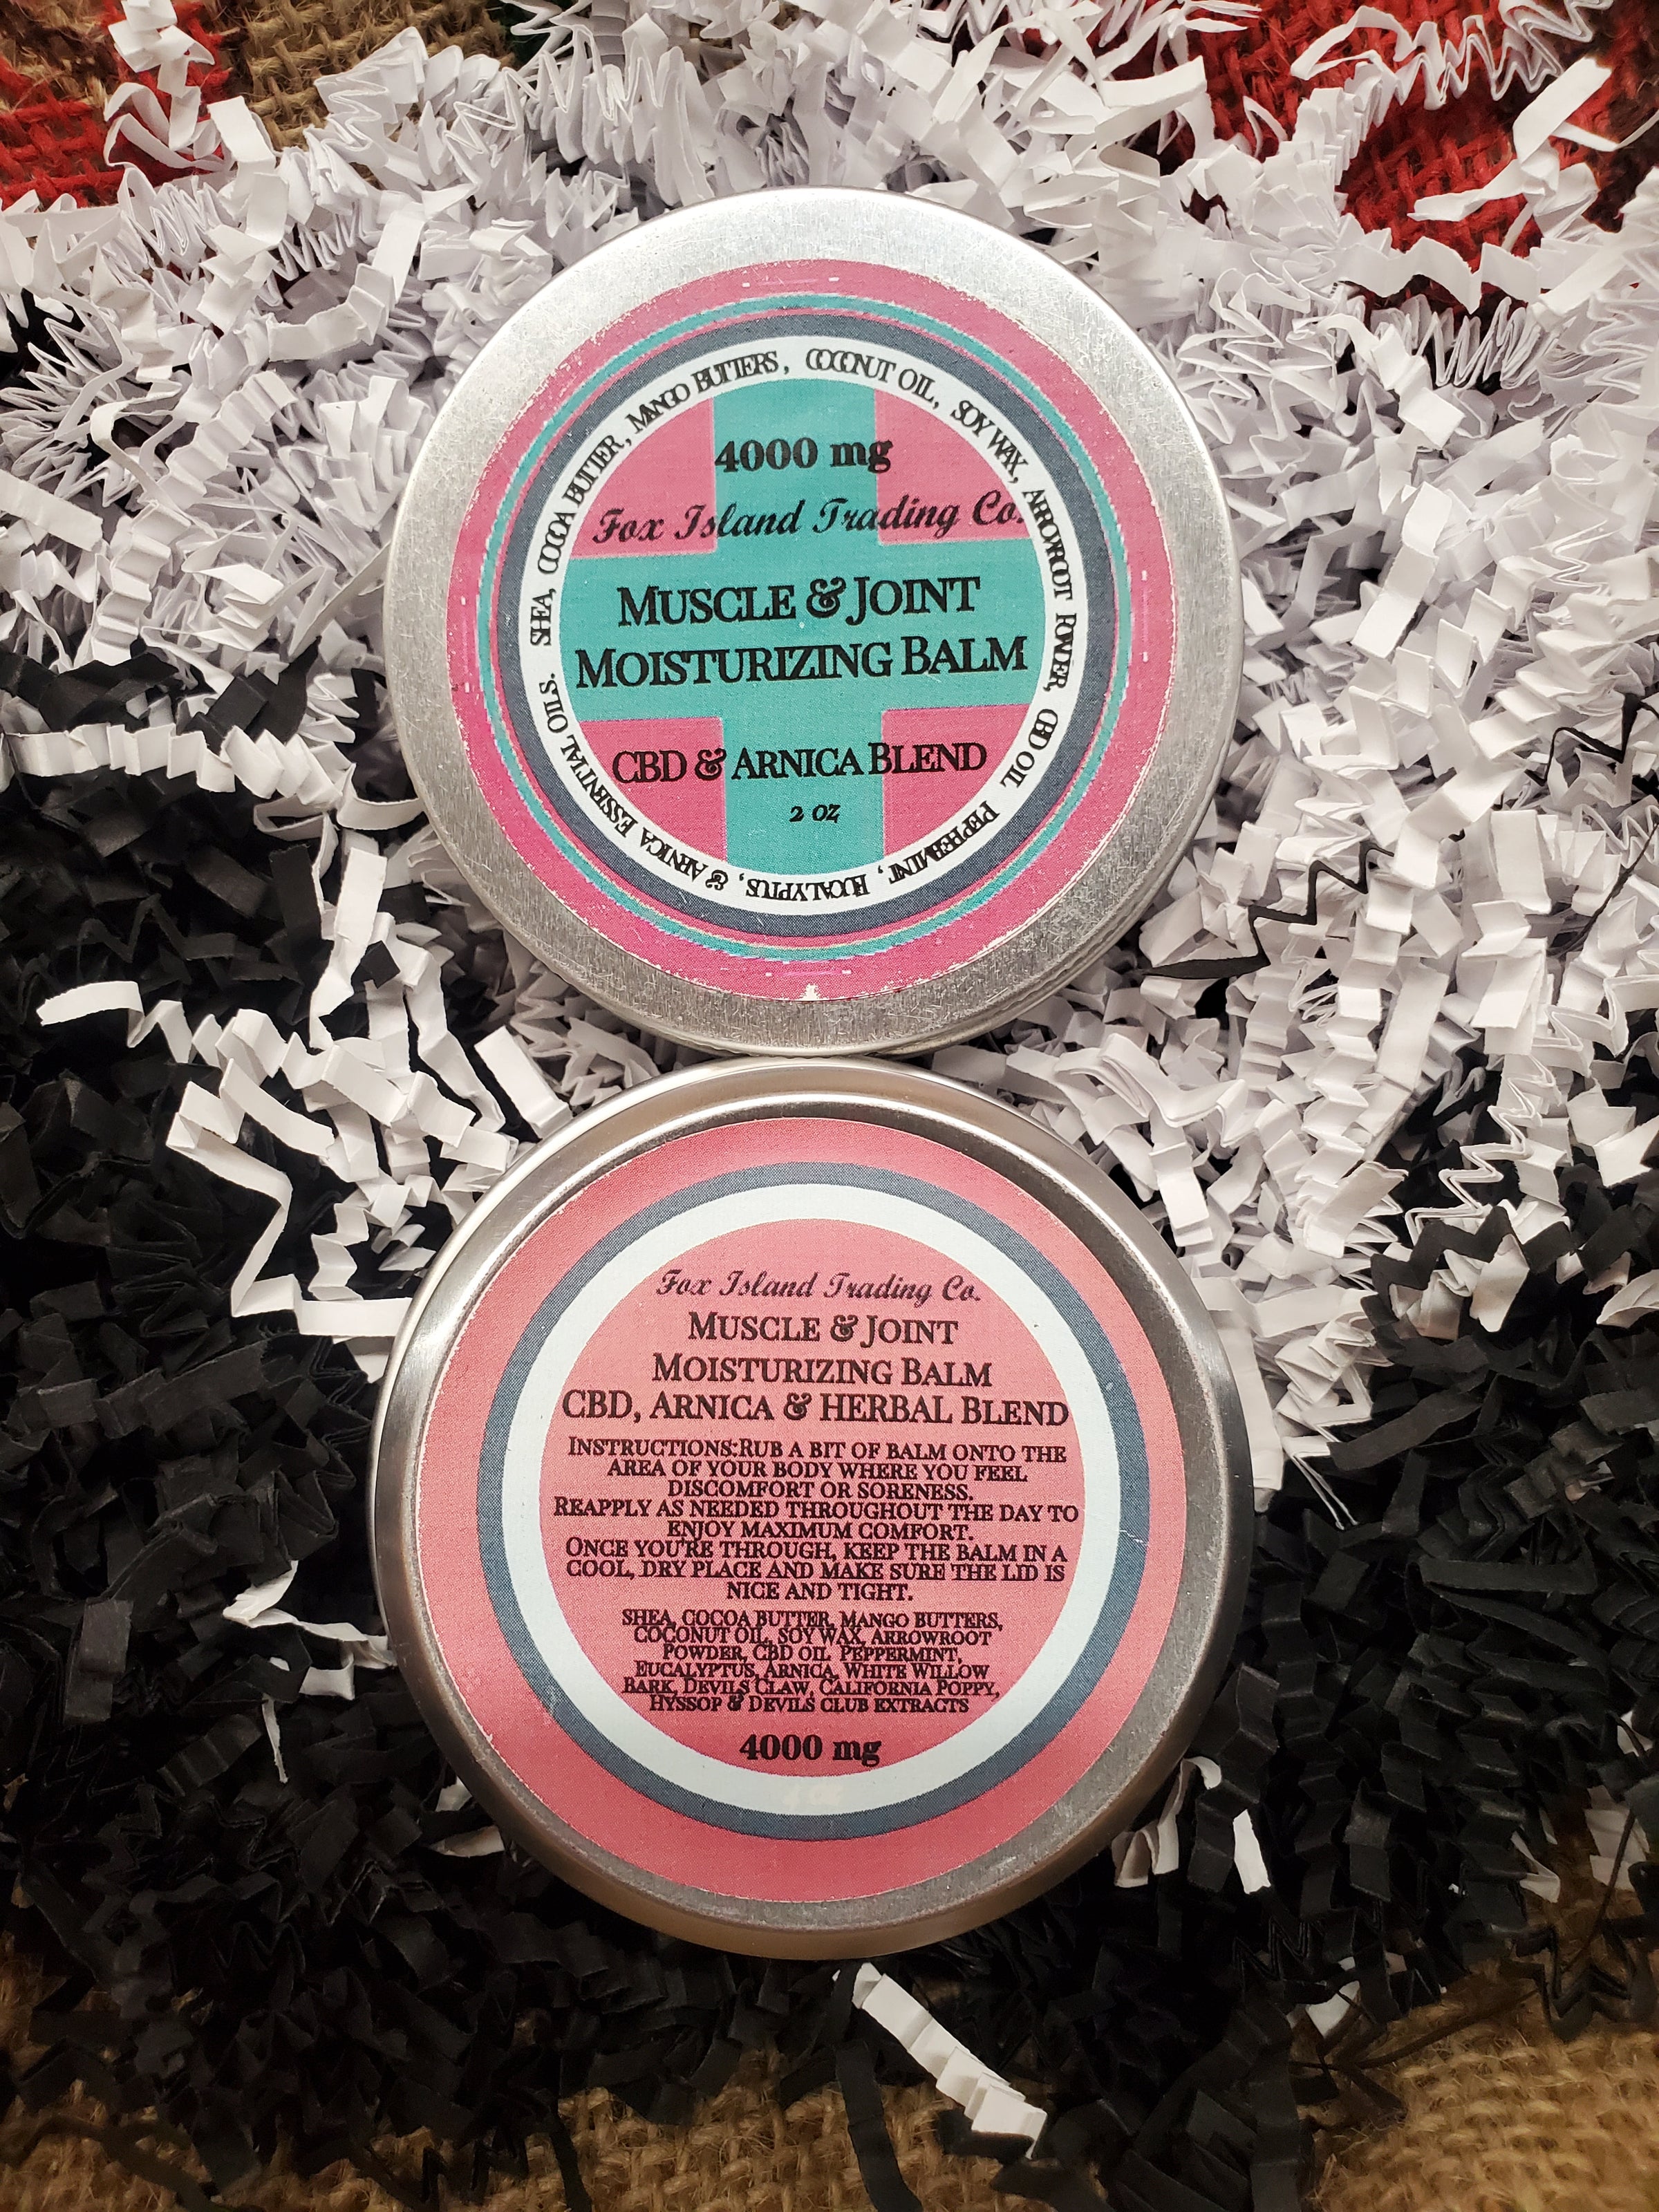 SHEA, COCOA BUTTER, MANGO BUTTERS, COCONUT OIL, SOY WAX, ARROWROOT POWER, CBD OIL PEPPERMINT, EUCALYPTUS, & ARNICA ESSENTIAL OILS.
4000 mg
Fox Island Trading Co.
MUSCLE & JOINT
MOISTURIZING BALM
CBD & ARNICA BLEND
2 OZ
Fox Island Trading Co.
MUSCLE & JOINT
MOISTURIZING BALM
CBD, ARNICA & HERBAL BLEND
INSTRUCTIONS:RUB A BIT OF BALM ONTO THE
AREA OF YOUR BODY WHERE YOU FEEL
DISCOMFORT OR SORENESS.
REAPPLY AS NEEDED THROUGHOUT THE DAY TO
ENJOY MAXIMUM COMFORT.
ONCE YOU'RE THROUGH, KEEP THE BALM IN A
COOL, DRY PLACE AND MAKE SURE THE LID IS
NICE AND TIGHT.
SHEA, COCOA BUTTER, MANGO BUTTERS,
COCONUT OIL, SOY WAX, ARROWROOT
POWDER, CBD OIL PEPPERMINT,
EUCALYPTUS, ARNICA, WHITE WILLOW
BARK, DEVILS CLAW, CALIFORNIA POPPY,
HYSSOP & DEVILS CLUB EXTRACTS
4000 mg